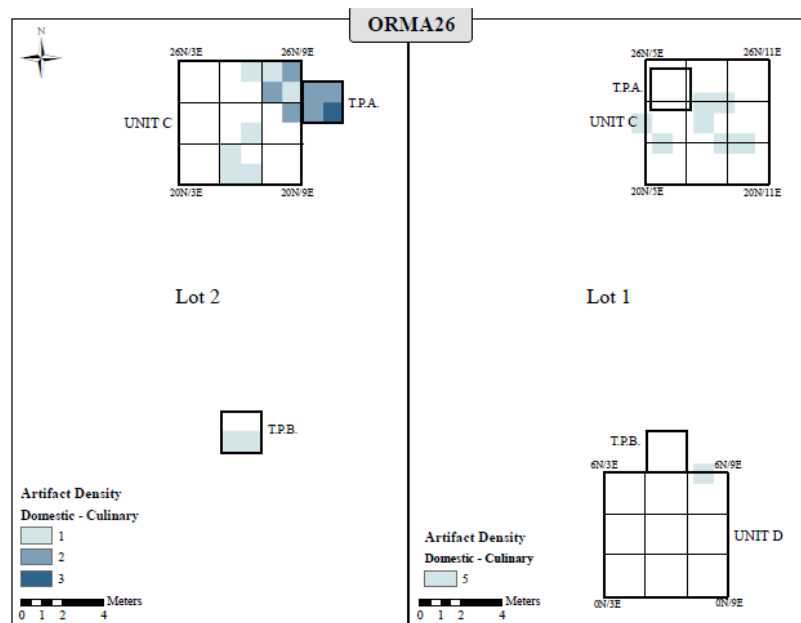 ORMA26
N
26N/3E
26N/9E
T.P.A.
UNIT C
20N/3E
20N/9E
Lot 2
T.P.B.
Artifact Density
Domestic - Culinary
1
2
3
Meters
0 1 2 4
26N/5E
26N/11E
T.P.A.
UNIT C
20N/5E
20N/11E
Lot 1
T.P.B.
6N/3E
6N/9E
UNIT D
Artifact Density
Domestic - Culinary
5
Meters
0 1 2 4
0N/3E
0N/9E